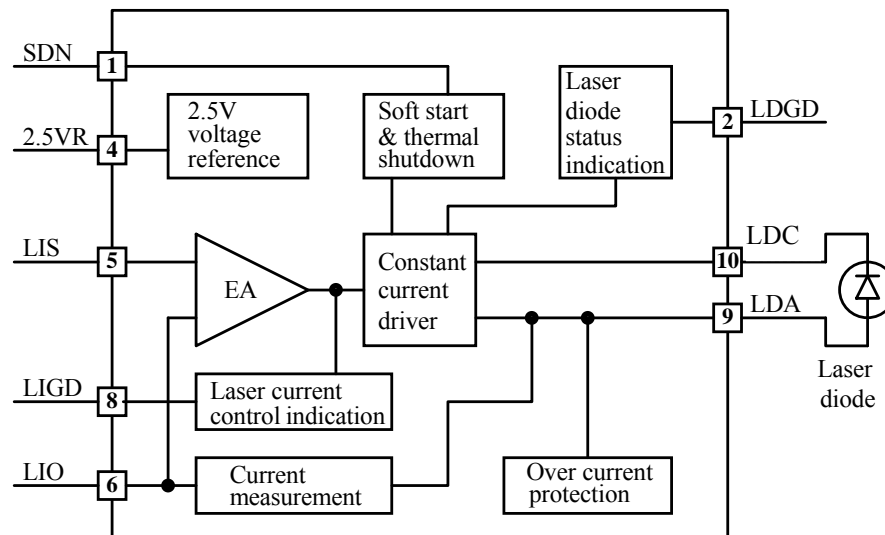 SDN
1
2.5VR
4
2.5V
voltage
reference
Soft start
& thermal
shutdown
Laser
diode
status
indication
2
LDGD
LIS
5
EA
Constant
current
driver
10
LDC
9
LDA
Laser
diode
LIGD
8
Laser current
control indication
LIO
6
Current
measurement
Over current
protection